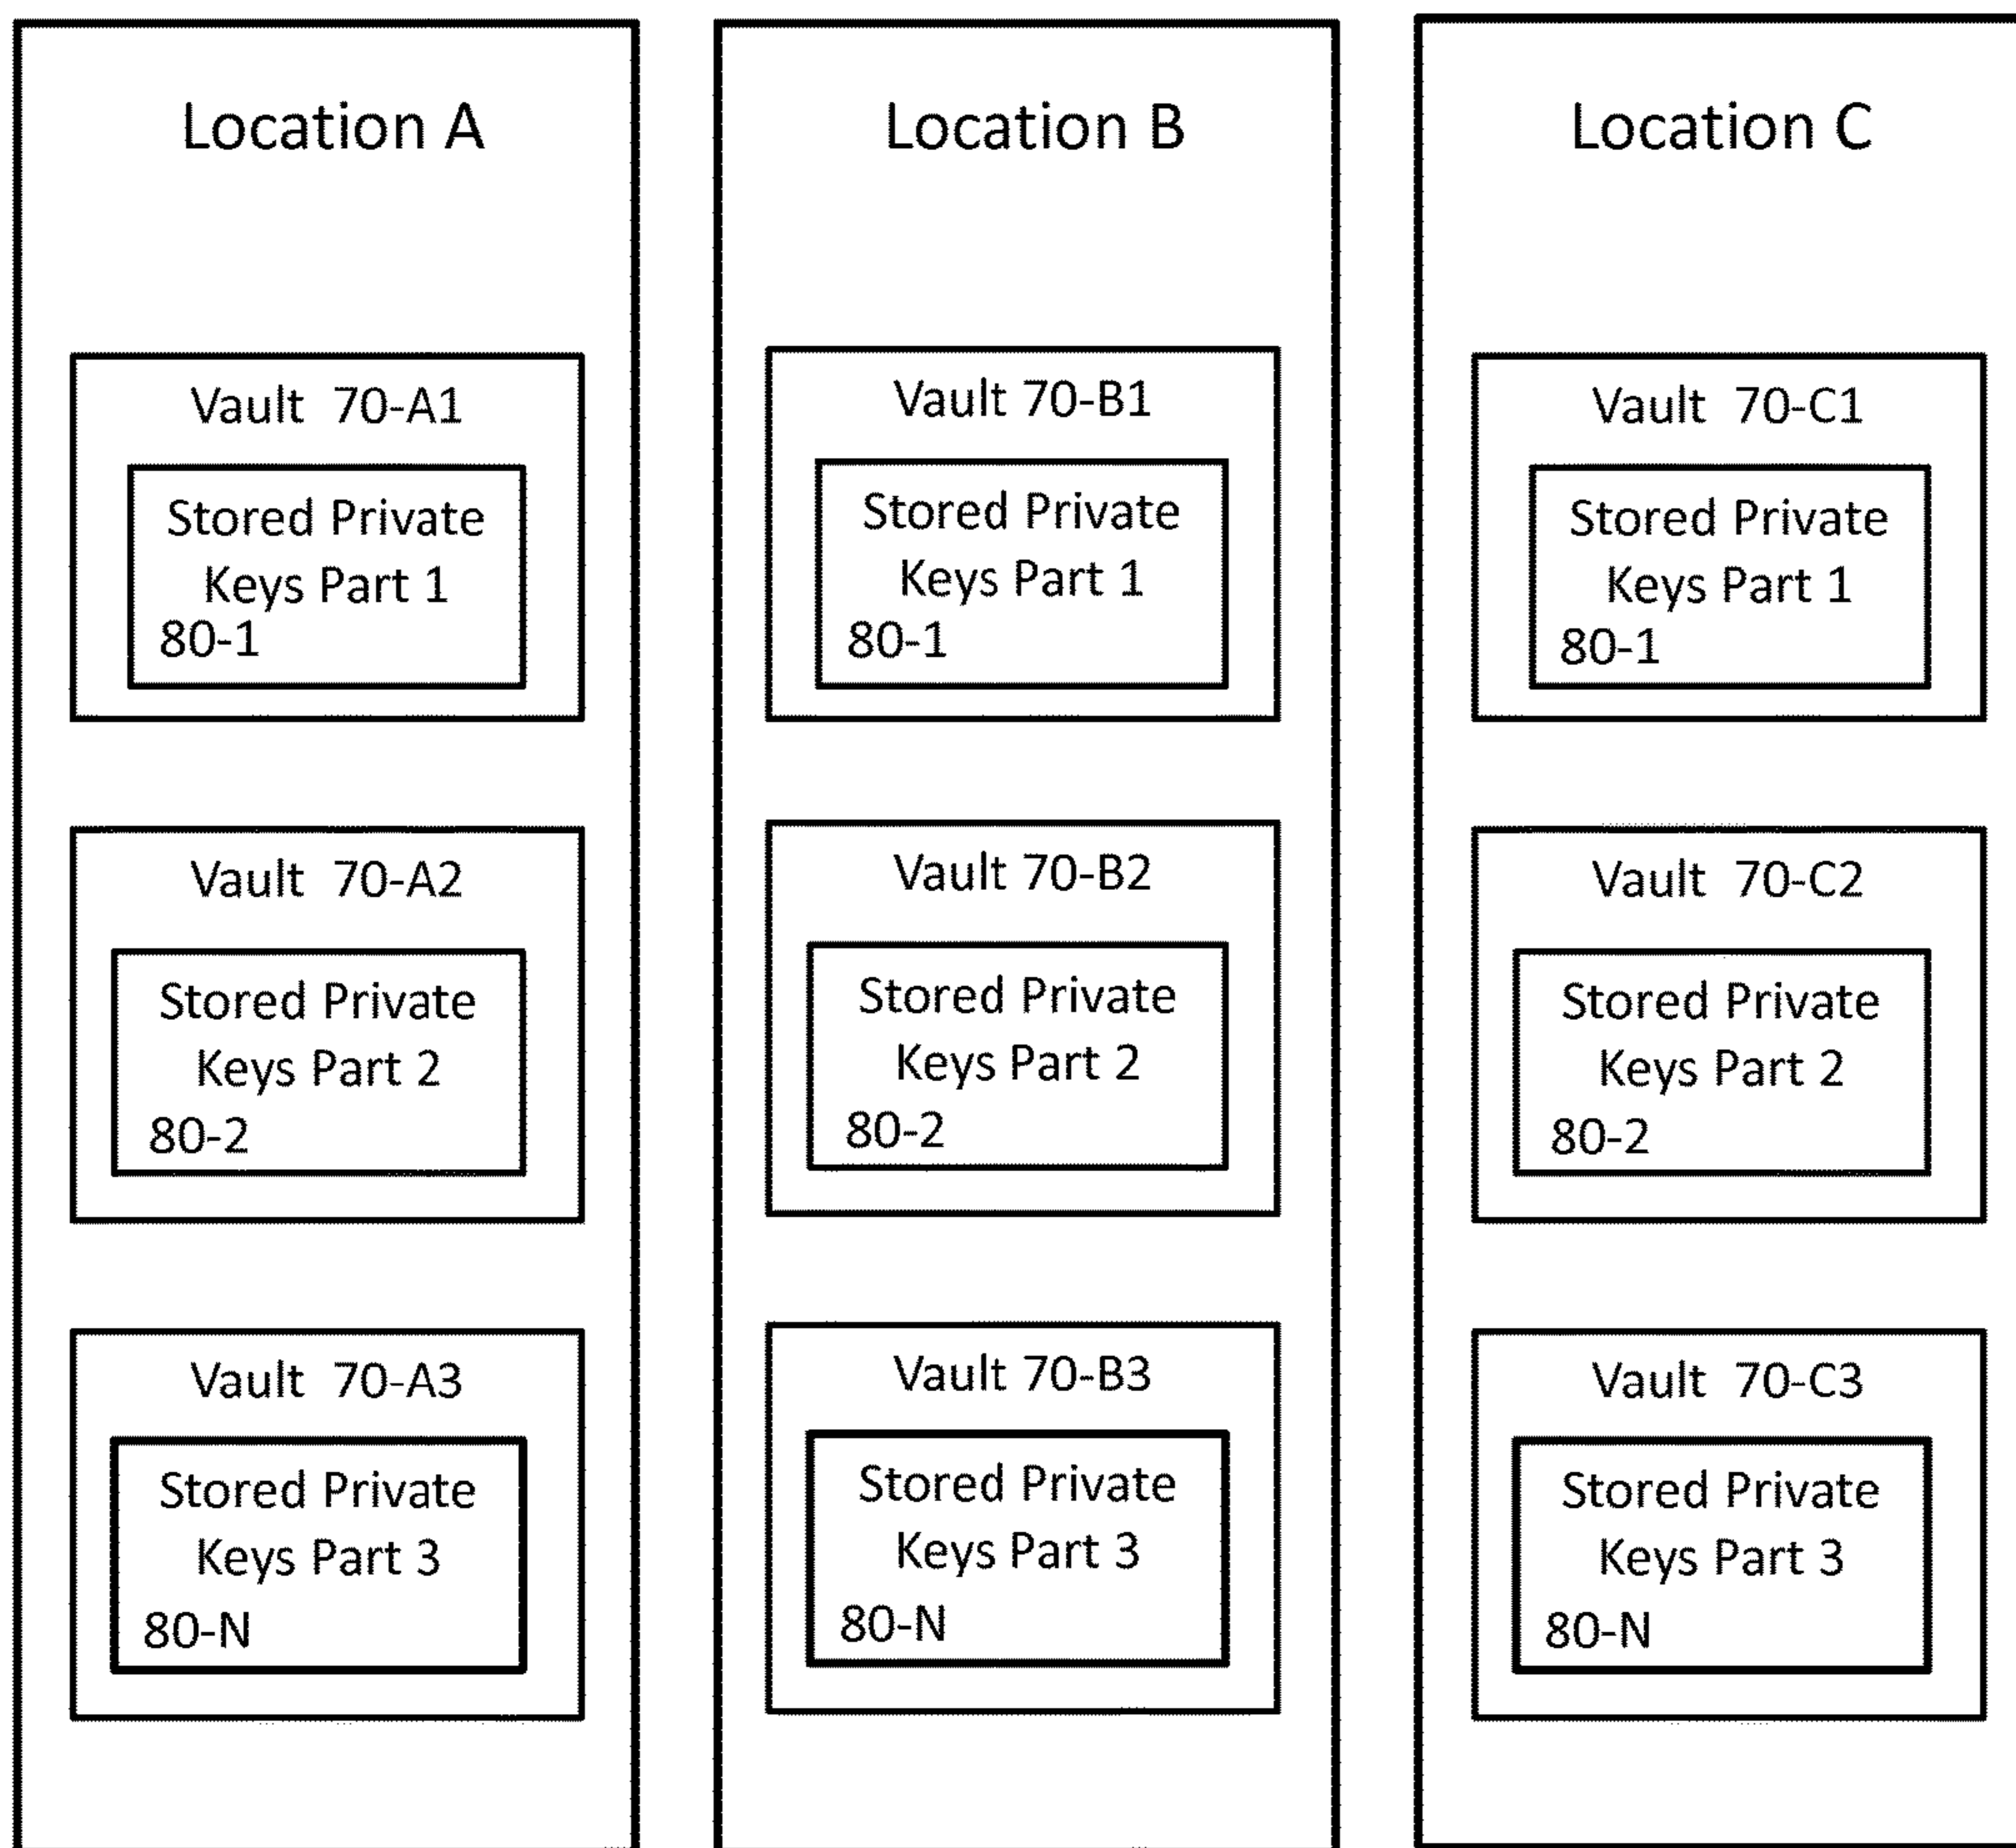 Location A
Vault 70-A1
Stored Private
Keys Part 1
80-1
Vault 70-A2
Stored Private
Keys Part 2
80-2
Vault 70-A3
Stored Private
Keys Part 3
80-N
Location B
Vault 70-B1
Stored Private
Keys Part 1
80-1
Vault 70-B2
Stored Private
Keys Part 2
80-2
Vault 70-B3
Stored Private
Keys Part 3
80-N
Location C
Vault 70-C1
Stored Private
Keys Part 1
80-1
Vault 70-C2
Stored Private
Keys Part 2
80-2
Vault 70-C3
Stored Private
Keys Part 3
80-N